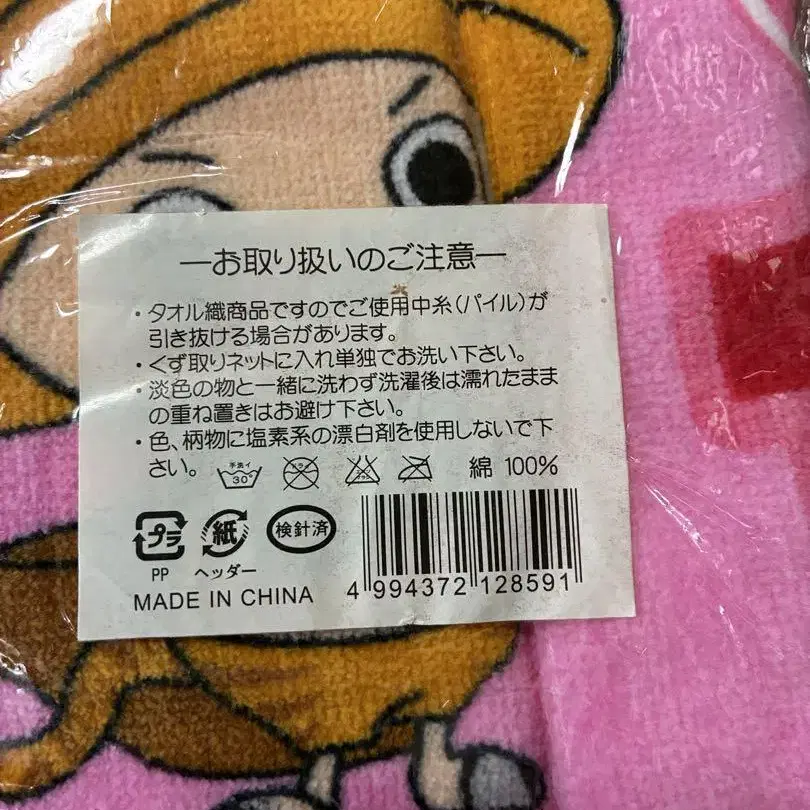 ―お取り扱いのご注意―
・タオル織商品ですのでご使用中糸(パイル)が
引き抜ける場合があります。
・くず取りネットに入れ単独でお洗い下さい。
・淡色の物と一緒に洗わず洗濯後は濡れたまま
の重ね置きはお避け下さい。
・色、柄物に塩素系の漂白剤を使用しないで下
さい。 手洗イ 30 綿 100%
プラ 紙 検針済
PP ヘッダー
MADE IN CHINA
4 994372 128591